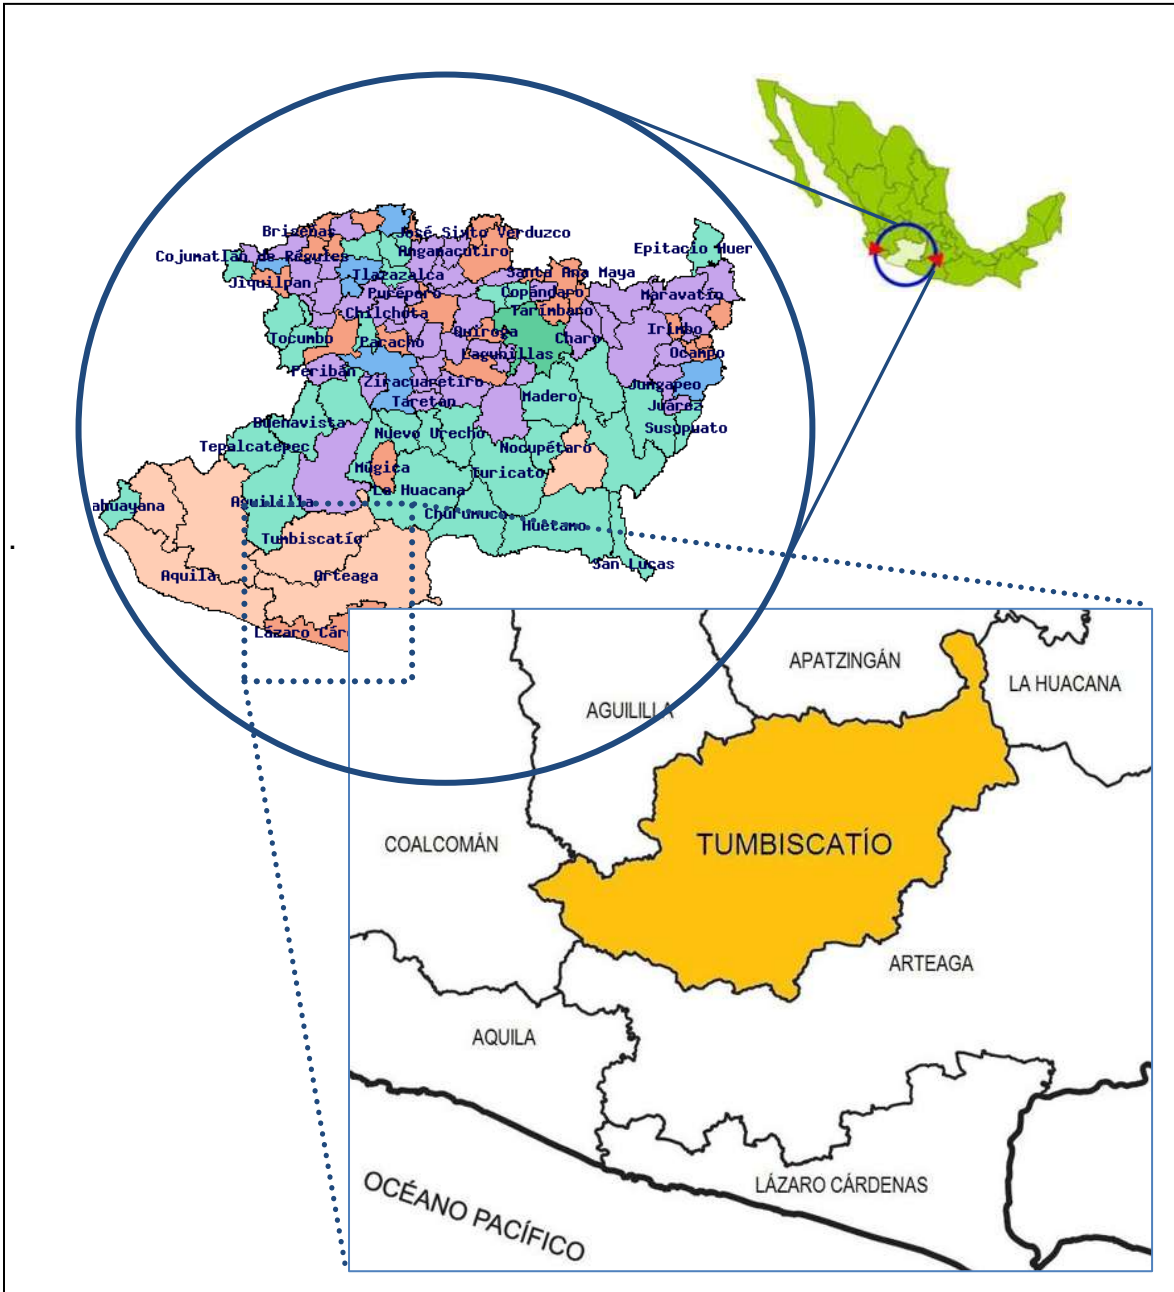 Briseñas
José Sixto Verduzco
Epitacio Huer
Cojumatlán de Régules
Angamacutiro
Tlazazalca
Santa Ana Maya
Jiquilpan
Puréparo
Copándaro
Maravatío
Chilchota
Tarímbaro
Tocumbo
Paracho
Quiroga
Charo
Irimbo
Lagunillas
Ocampo
Peribán
Ziracuaretiro
Jungapeo
Taretan
Madero
Juárez
Buenavista
Nuevo Urecho
Susupuato
Tepalcatepec
Nocupétaro
Múgica
Turicato
ahuayana
Aguililla
La Huacana
Churumuco
Huetamo
Tumbiscatío
San Lucas
Aquila
Arteaga
Lázaro Cár
.
APATZINGÁN
LA HUACANA
AGUILILLA
COALCOMÁN
TUMBISCATÍO
ARTEAGA
AQUILA
LÁZARO CÁRDENAS
OCÉANO PACÍFICO